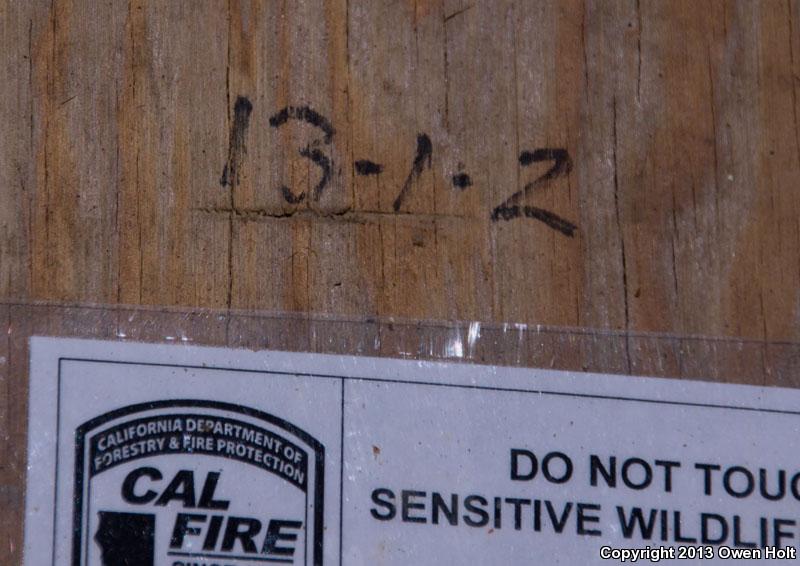 13-1-2
CALIFORNIA DEPARTMENT OF
FORESTRY & FIRE PROTECTION
CAL
FIRE
DO NOT TOUC
SENSITIVE WILDLIF
Copyright 2013 Owen Holt